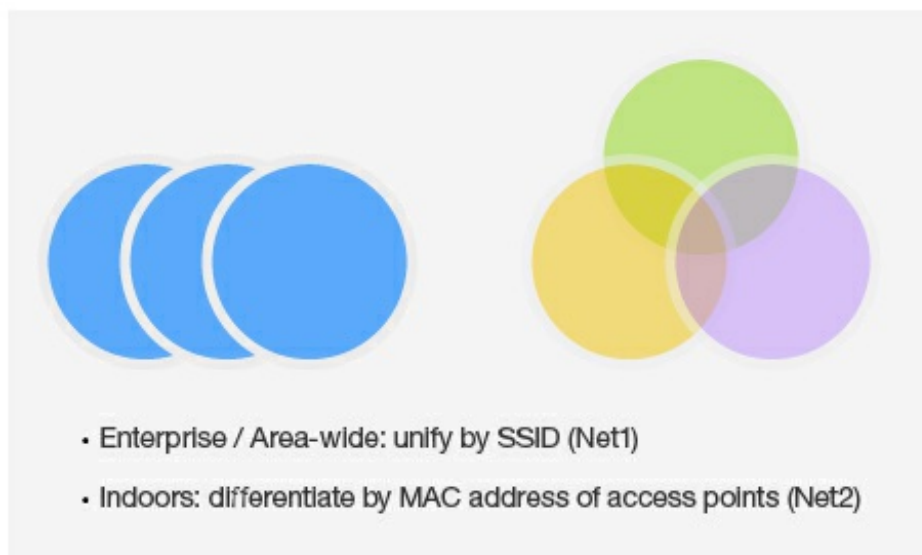 • Enterprise / Area-wide: unify by SSID (Net1)
• Indoors: differentiate by MAC address of access points (Net2)